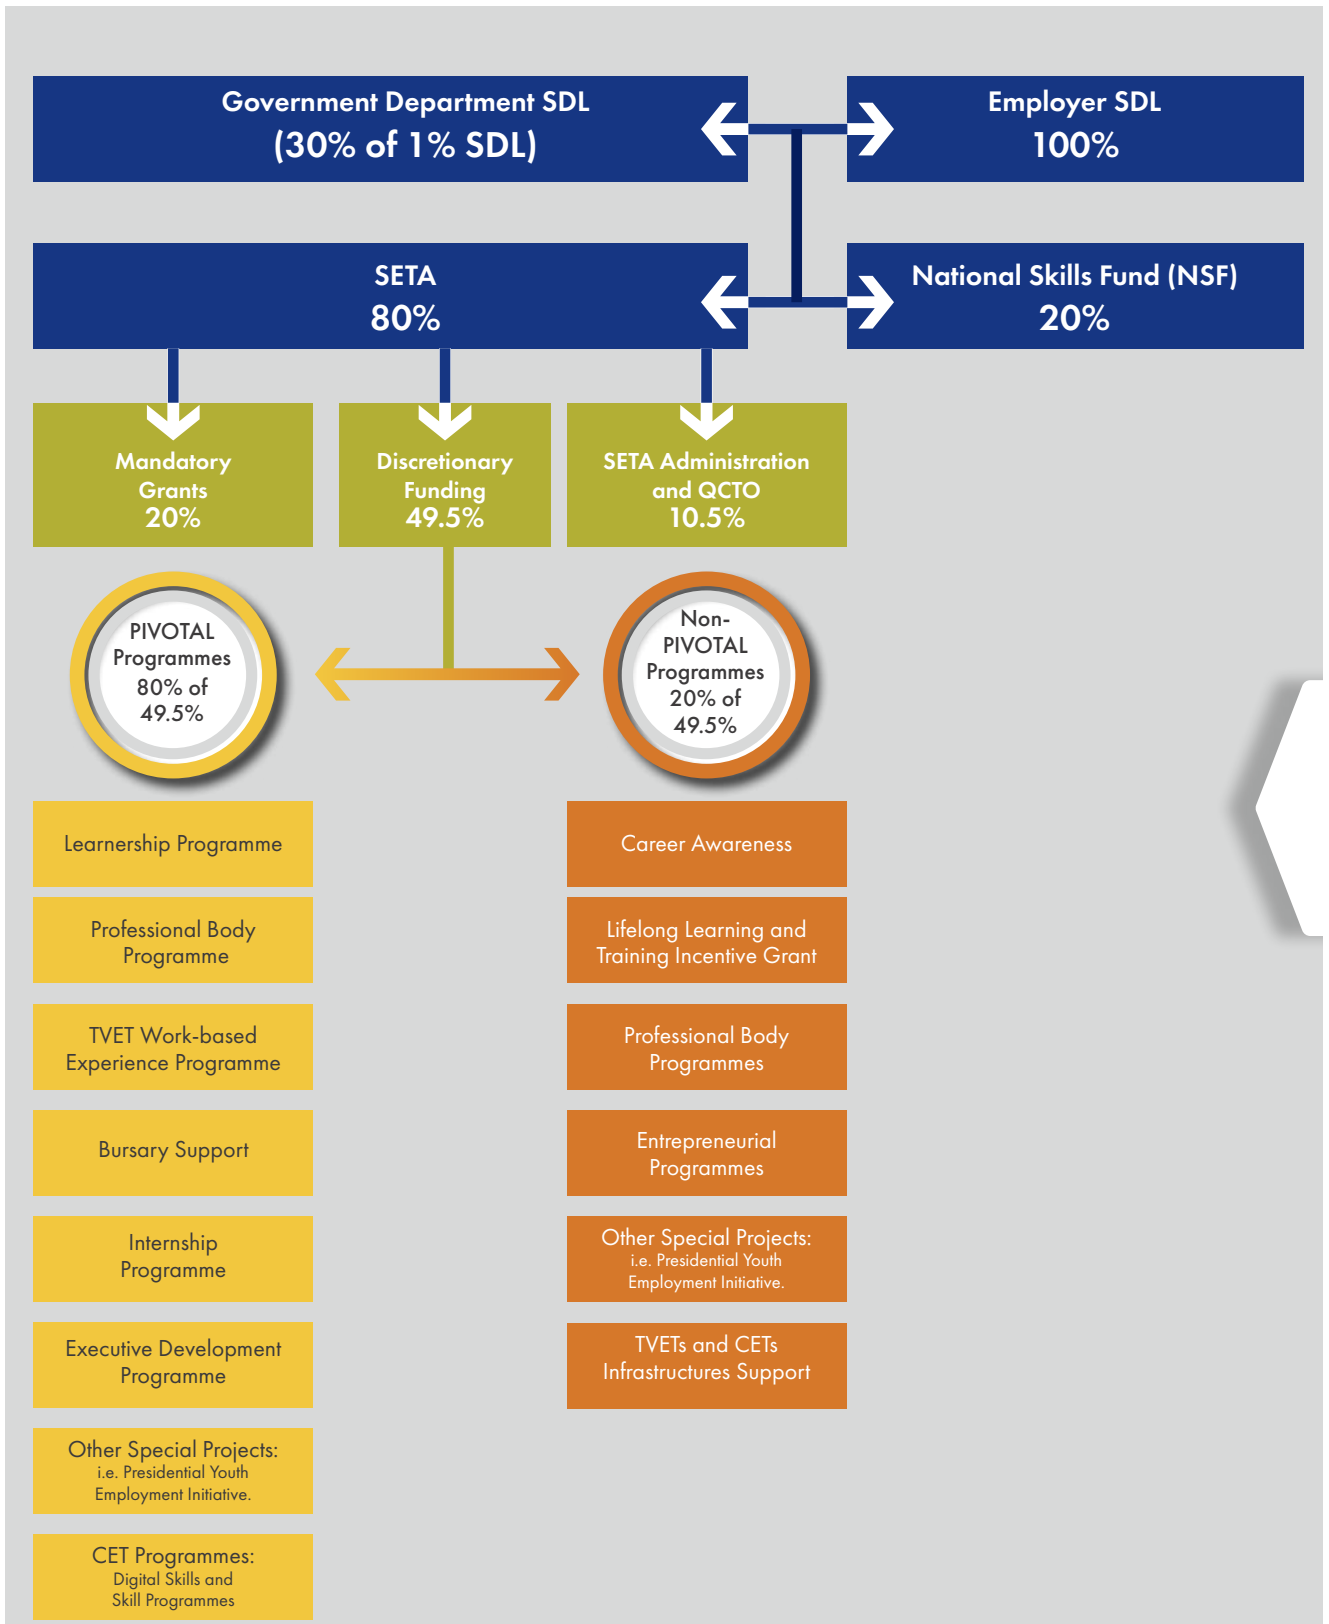 Government Department SDL
(30% of 1% SDL)
Employer SDL
100%
SETA
80%
National Skills Fund (NSF)
20%
Mandatory
Grants
20%
Discretionary
Funding
49.5%
SETA Administration
and QCTO
10.5%
PIVOTAL
Programmes
80% of
49.5%
Non-
PIVOTAL
Programmes
20% of
49.5%
Learnership Programme
Professional Body
Programme
TVET Work-based
Experience Programme
Bursary Support
Internship
Programme
Executive Development
Programme
Other Special Projects:
i.e. Presidential Youth
Employment Initiative.
CET Programmes:
Digital Skills and
Skill Programmes
Career Awareness
Lifelong Learning and
Training Incentive Grant
Professional Body
Programmes
Entrepreneurial
Programmes
Other Special Projects:
i.e. Presidential Youth
Employment Initiative.
TVETs and CETs
Infrastructures Support